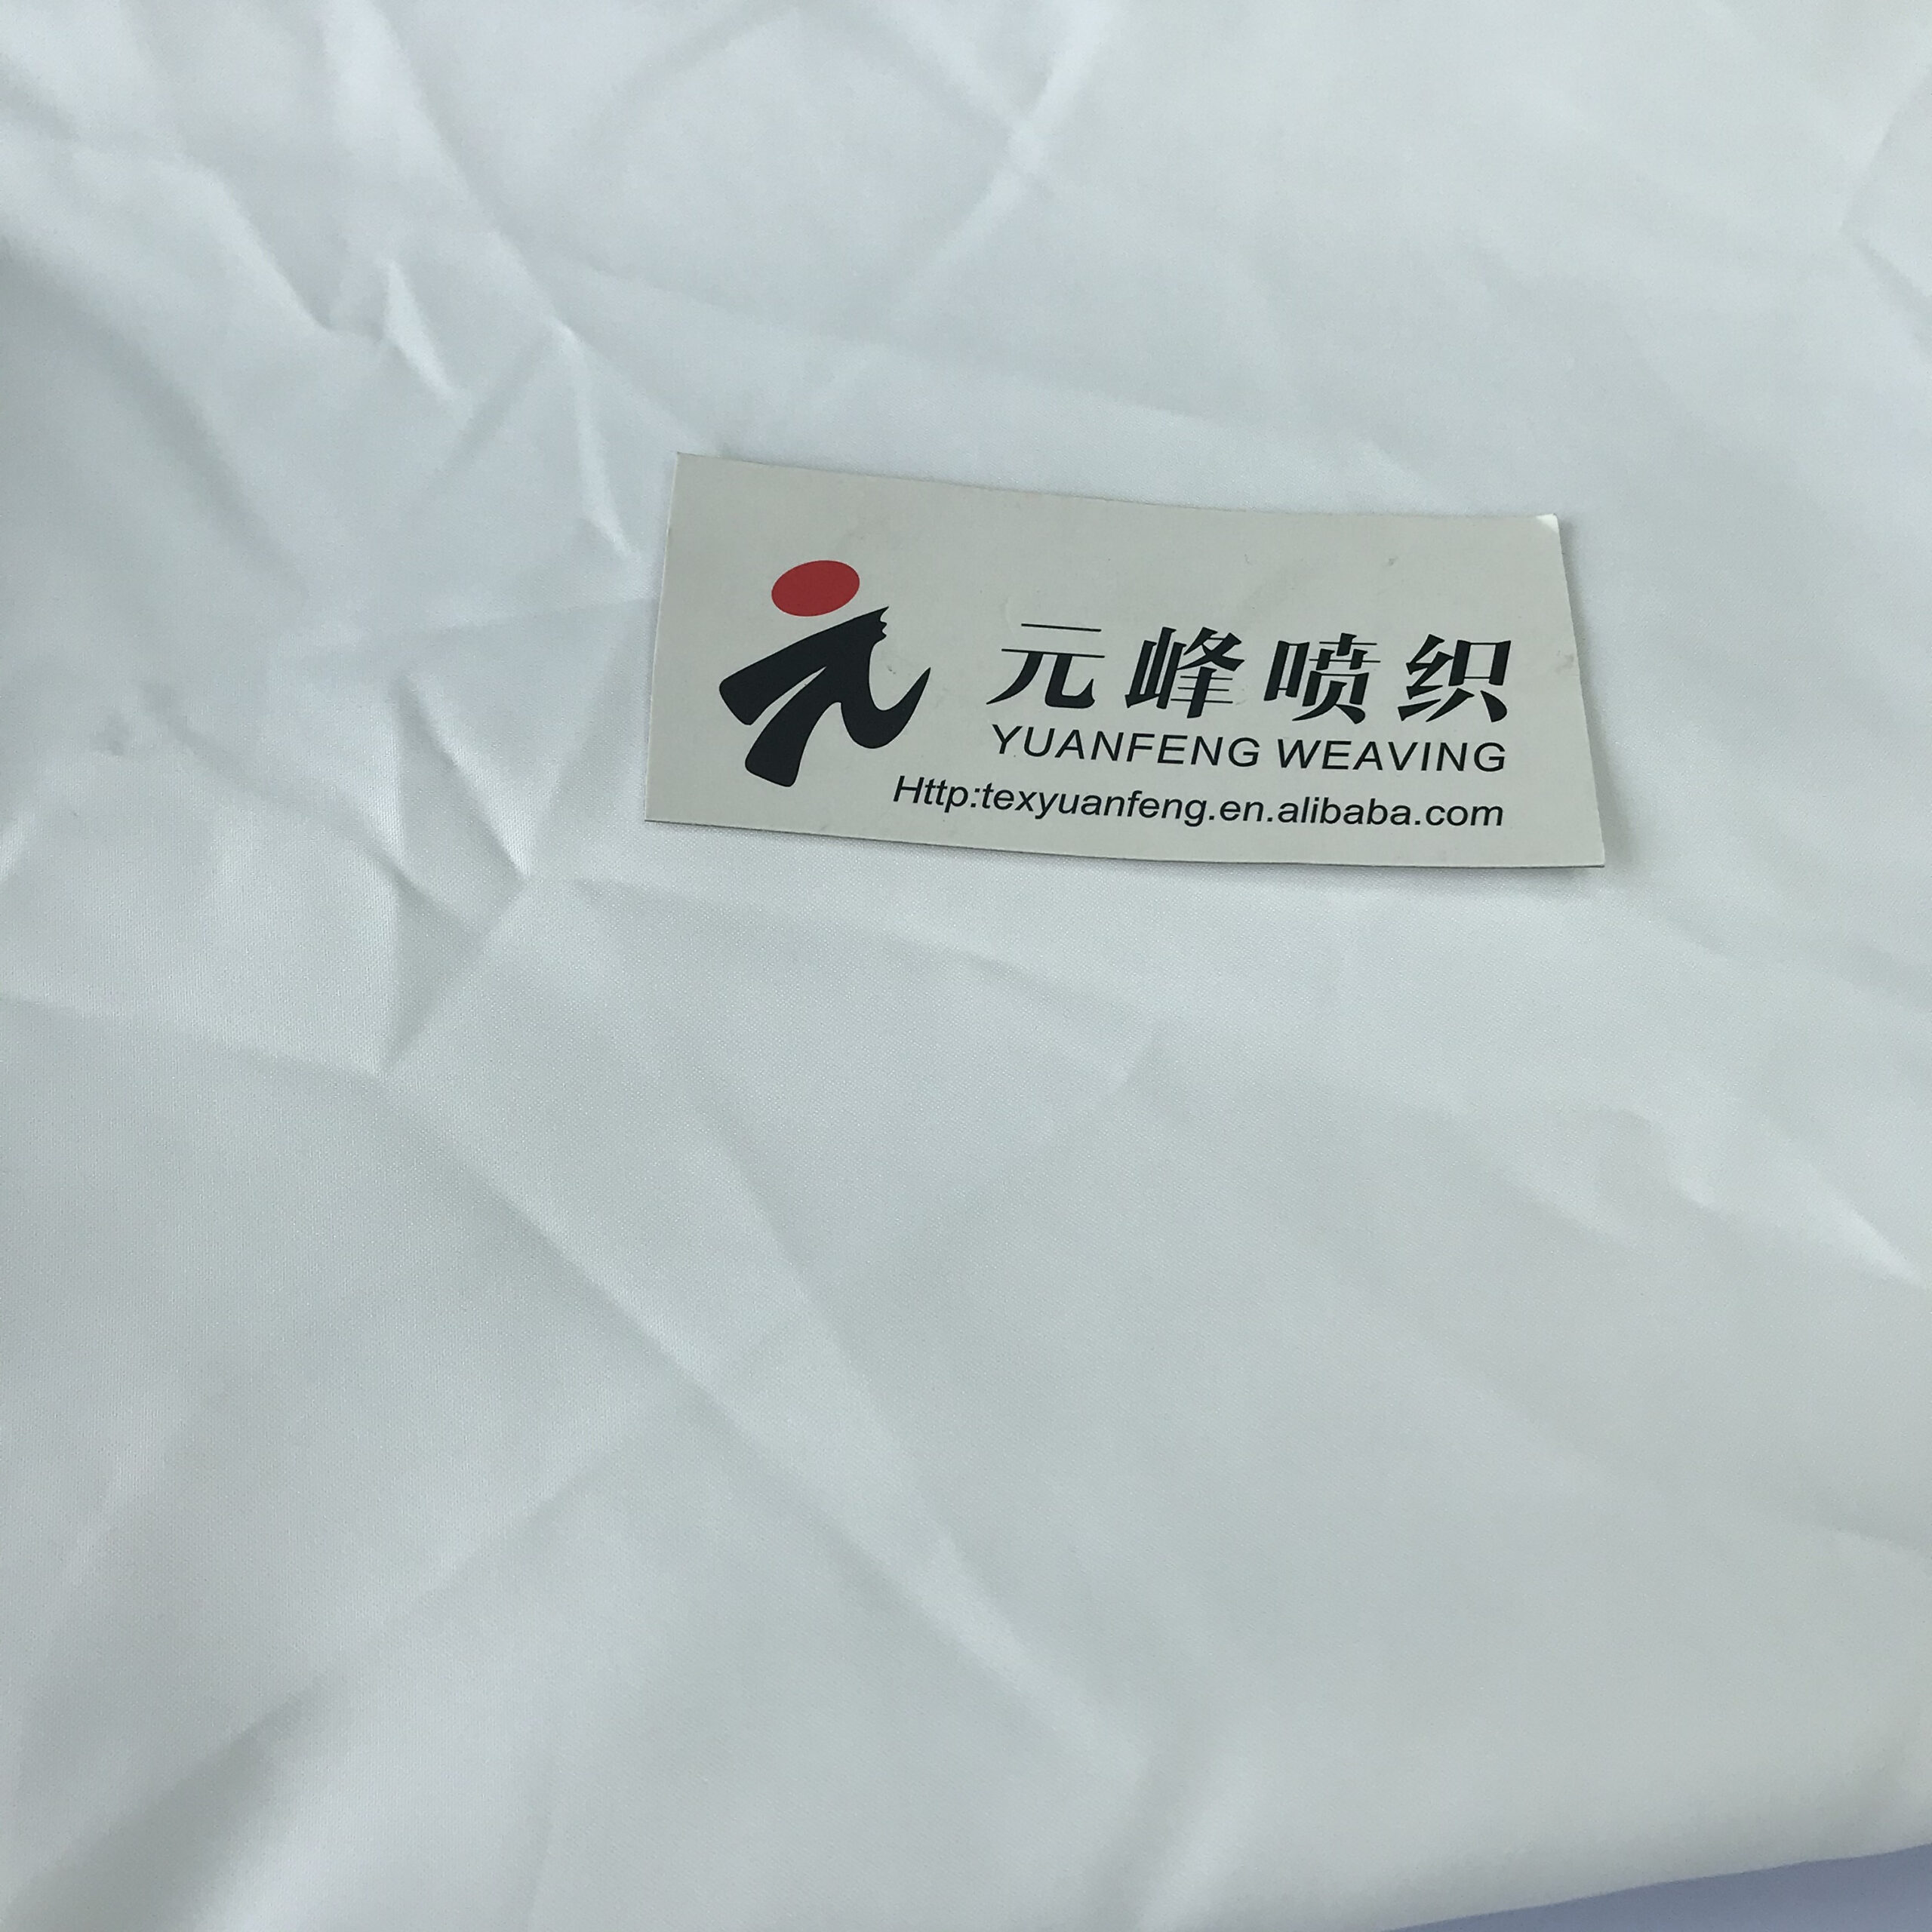 元峰喷织
YUANFENG WEAVING
Http:texyuanfeng.en.alibaba.com